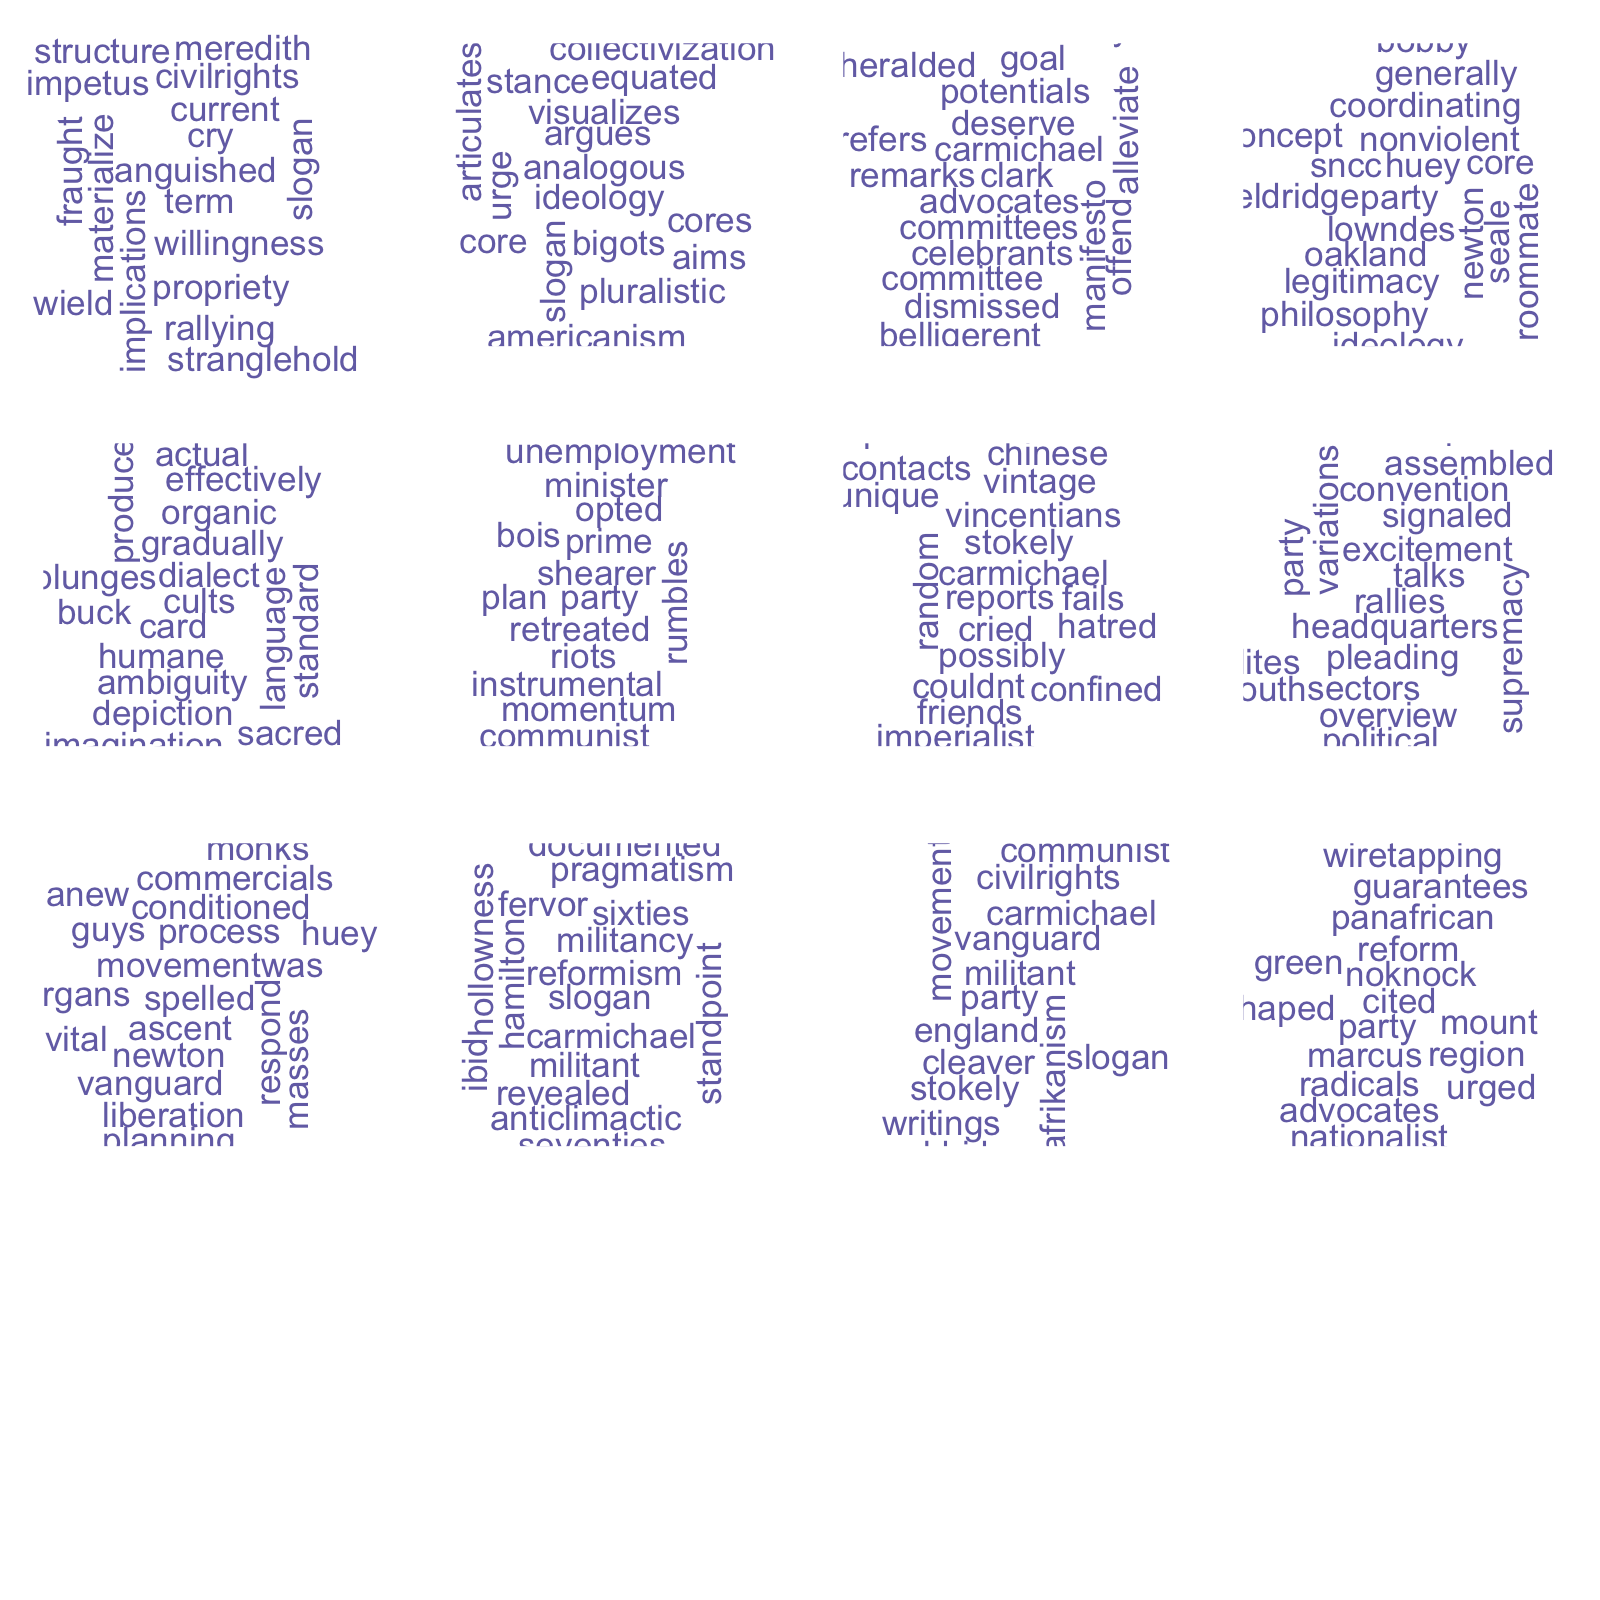 structure meredith
impetus civilrights
current
cry
fraught
materialize
anguished
slogan
term
implications
willingness
propriety
wield
rallying
stranglehold
collectivization
articulates
stance equated
visualizes
argues
urge
analogous
ideology
cores
core
slogan
bigots
aims
pluralistic
americanism
heralded goal
potentials
alleviate
deserve
refers
carmichael
remarks clark
advocates
manifesto
offend
committees
celebrants
committee
dismissed
belligerent
bobby
generally
coordinating
nonviolent
sncc huey core
eldridge party
newton
seale
roommate
lowndes
oakland
legitimacy
philosophy
ideology
produce
actual
effectively
organic
gradually
plunges dialect
language
standard
cults
buck
card
humane
ambiguity
depiction
imagination sacred
unemployment
minister
opted
bois prime
rumbles
shearer
plan party
retreated
riots
instrumental
momentum
communist
chinese
contacts
vintage
unique
vincentians
random
stokely
carmichael
reports fails
cried hatred
possibly
couldnt confined
friends
imperialist
variations
assembled
convention
party
signaled
excitement
talks
supremacy
rallies
headquarters
pleading
sectors
overview
political
monks
commercials
anew
conditioned
guys process huey
movementwas
spelled
respond
masses
ascent
vital
newton
vanguard
liberation
planning
documented
pragmatism
ibidhollowness
hamilton
fervor sixties
militancy
standpoint
reformism
slogan
carmichael
militant
revealed
anticlimactic
seventies
movement
communist
civilrights
carmichael
vanguard
militant
party
afrikanism
england
cleaver slogan
stokely
writings
wiretapping
guarantees
panafrican
reform
green
noknock
cited
party mount
marcus region
radicals urged
advocates
nationalist